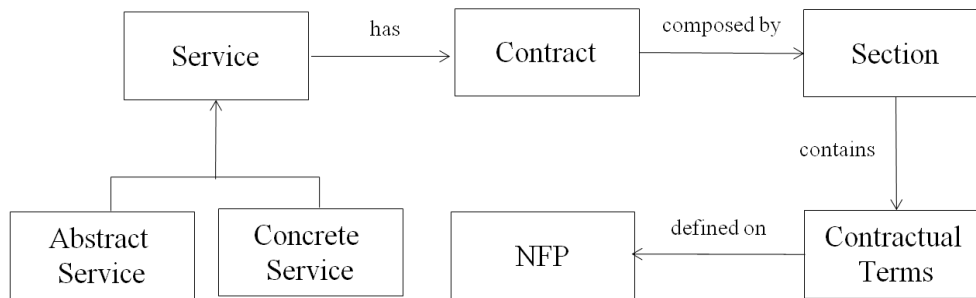 has
composed by
Service
Contract
Section
contains
Abstract
Service
Concrete
Service
NFP
defined on
Contractual
Terms